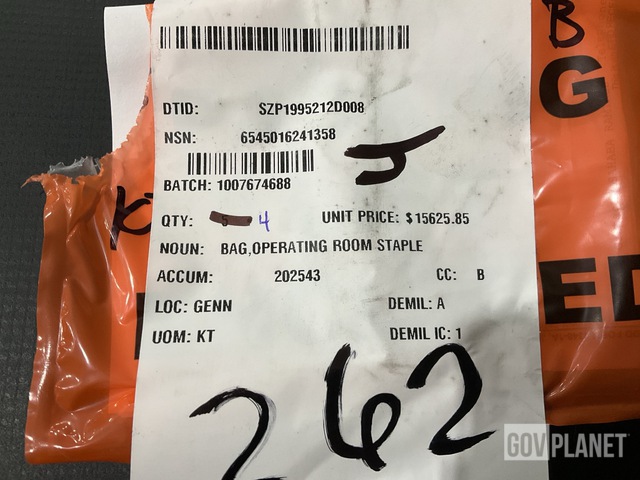 B
G
DTID: SZP1995212D008
NSN: 6545016241358
J
BATCH: 1007674688
K
QTY: 5 4 UNIT PRICE: $15625.85
NOUN: BAG,OPERATING ROOM STAPLE
ACCUM: 202543 CC: B
LOC: GENN DEMIL: A
ED
UOM: KT DEMIL IC: 1
262
GOVPLANET